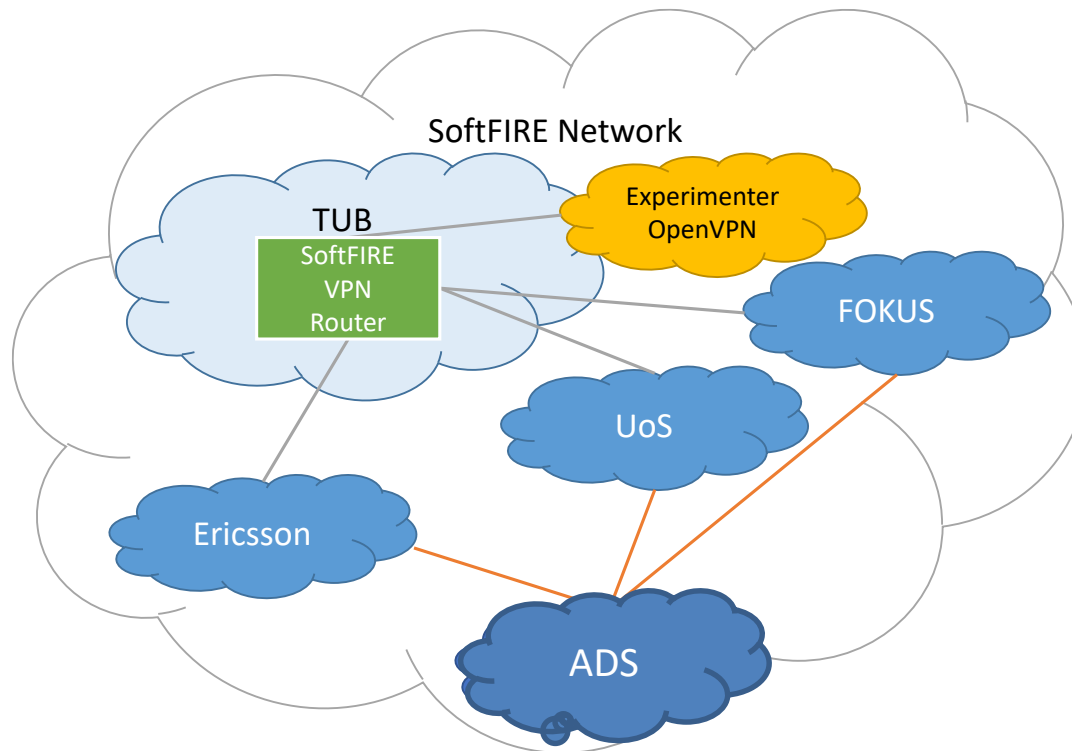 SoftFIRE Network
Experimenter
OpenVPN
TUB
SoftFIRE
VPN
Router
FOKUS
UoS
Ericsson
ADS